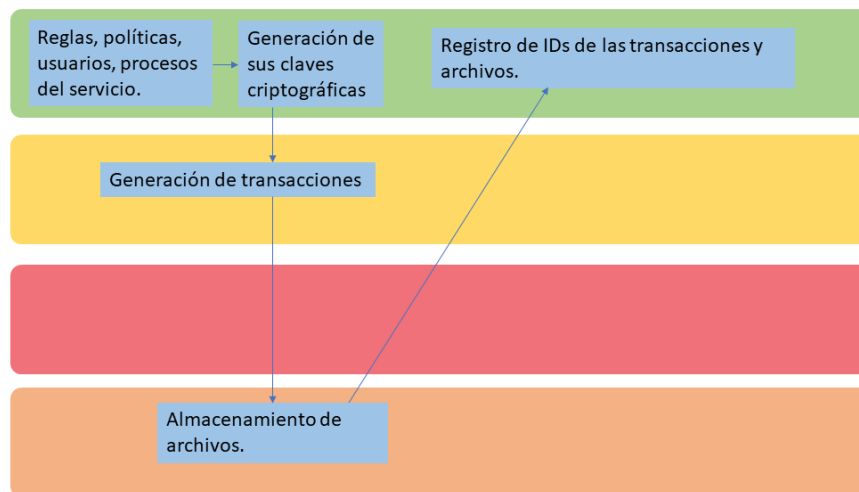 Reglas, políticas,
usuarios, procesos
del servicio.
Generación de
sus claves
criptográficas
Registro de IDs de las transacciones y
archivos.
Generación de transacciones
Almacenamiento de
archivos.